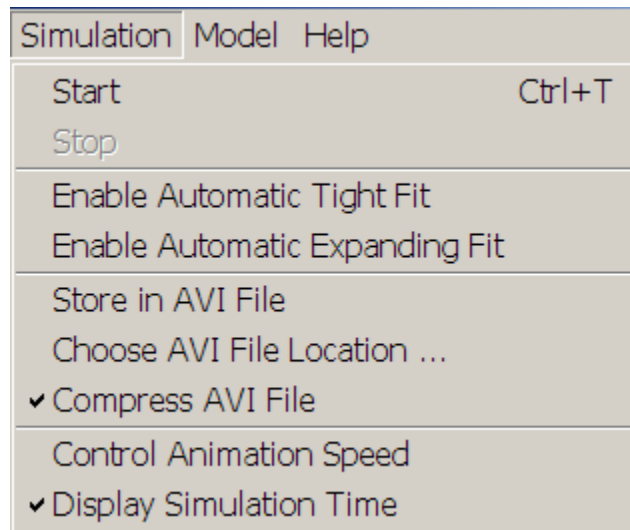 Simulation Model Help
Start Ctrl+T
Stop
Enable Automatic Tight Fit
Enable Automatic Expanding Fit
Store in AVI File
Choose AVI File Location ...
Compress AVI File
Control Animation Speed
Display Simulation Time